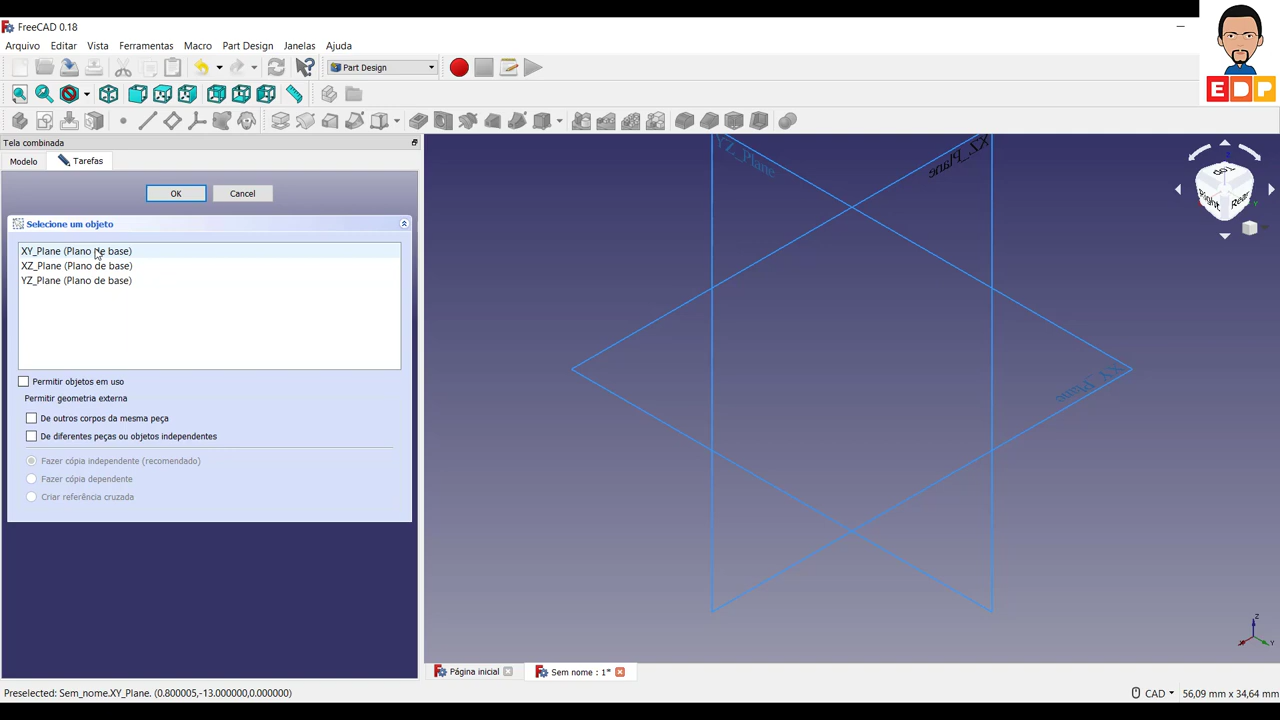 FreeCAD 0.18
Arquivo Editar Vista Ferramentas Macro Part Design Janelas Ajuda
Part Design
EDP
Tela combinada
Modelo Tarefas
OK Cancel
Selecione um objeto
XY_Plane (Plano de base)
XZ_Plane (Plano de base)
YZ_Plane (Plano de base)
Permitir objetos em uso
Permitir geometria externa
De outros corpos da mesma peça
De diferentes peças ou objetos independentes
Fazer cópia independente (recomendado)
Fazer cópia dependente
Criar referência cruzada
YZ_Plane
XZ_Plane
XY_Plane
Top
Right
Rear
Z
X
Y
Página inicial
Sem nome : 1*
Preselected: Sem_nome.XY_Plane. (0.800005,-13.000000,0.000000)
CAD
56,09 mm x 34,64 mm